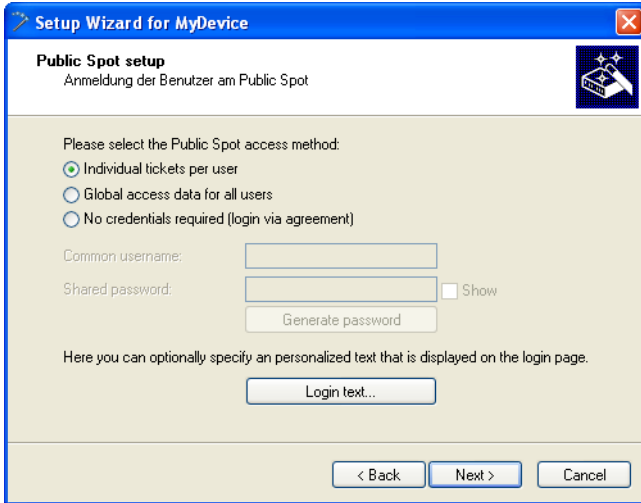 Setup Wizard for MyDevice
Public Spot setup
Anmeldung der Benutzer am Public Spot
Please select the Public Spot access method:
Individual tickets per user
Global access data for all users
No credentials required (login via agreement)
Common username:
Shared password:
Show
Generate password
Here you can optionally specify an personalized text that is displayed on the login page.
Login text...
< Back
Next >
Cancel